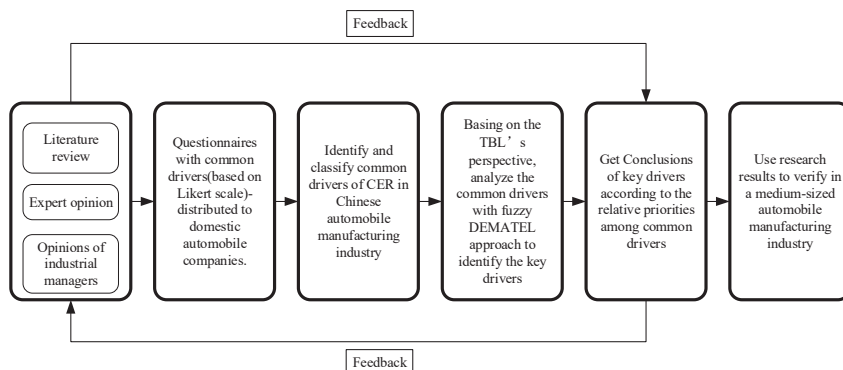 Feedback
Literature
review
Expert opinion
Opinions of
industrial
managers
Questionnaires
with common
drivers(based on
Likert scale)-
distributed to
domestic
automobile
companies.
Identify and
classify common
drivers of CER in
Chinese
automobile
manufacturing
industry
Basing on the
TBL's
perspective,
analyze the
common drivers
with fuzzy
DEMATEL
approach to
identify the key
drivers
Get Conclusions
of key drivers
according to the
relative priorities
among common
drivers
Use research
results to verify in
a medium-sized
automobile
manufacturing
industry
Feedback